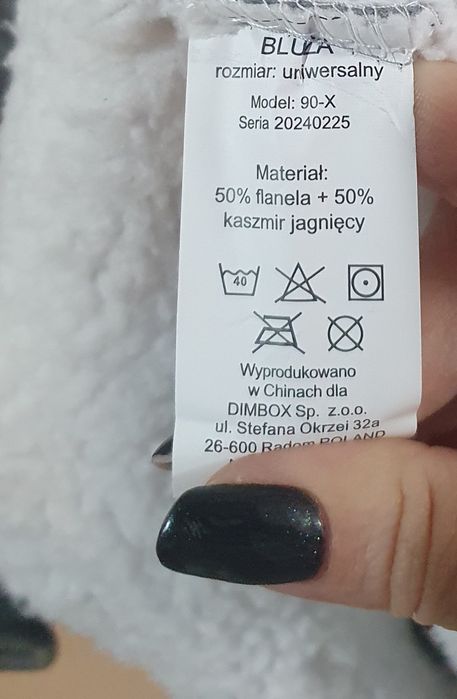 BLUZA
rozmiar: uniwersalny
Model: 90-X
Seria 20240225
Materiał:
50% flanela + 50%
kaszmir jagnięcy
40
Wyprodukowano
w Chinach dla
DIMBOX Sp. z.o.o.
ul. Stefana Okrzei 32a
26-600 Radom POLAND